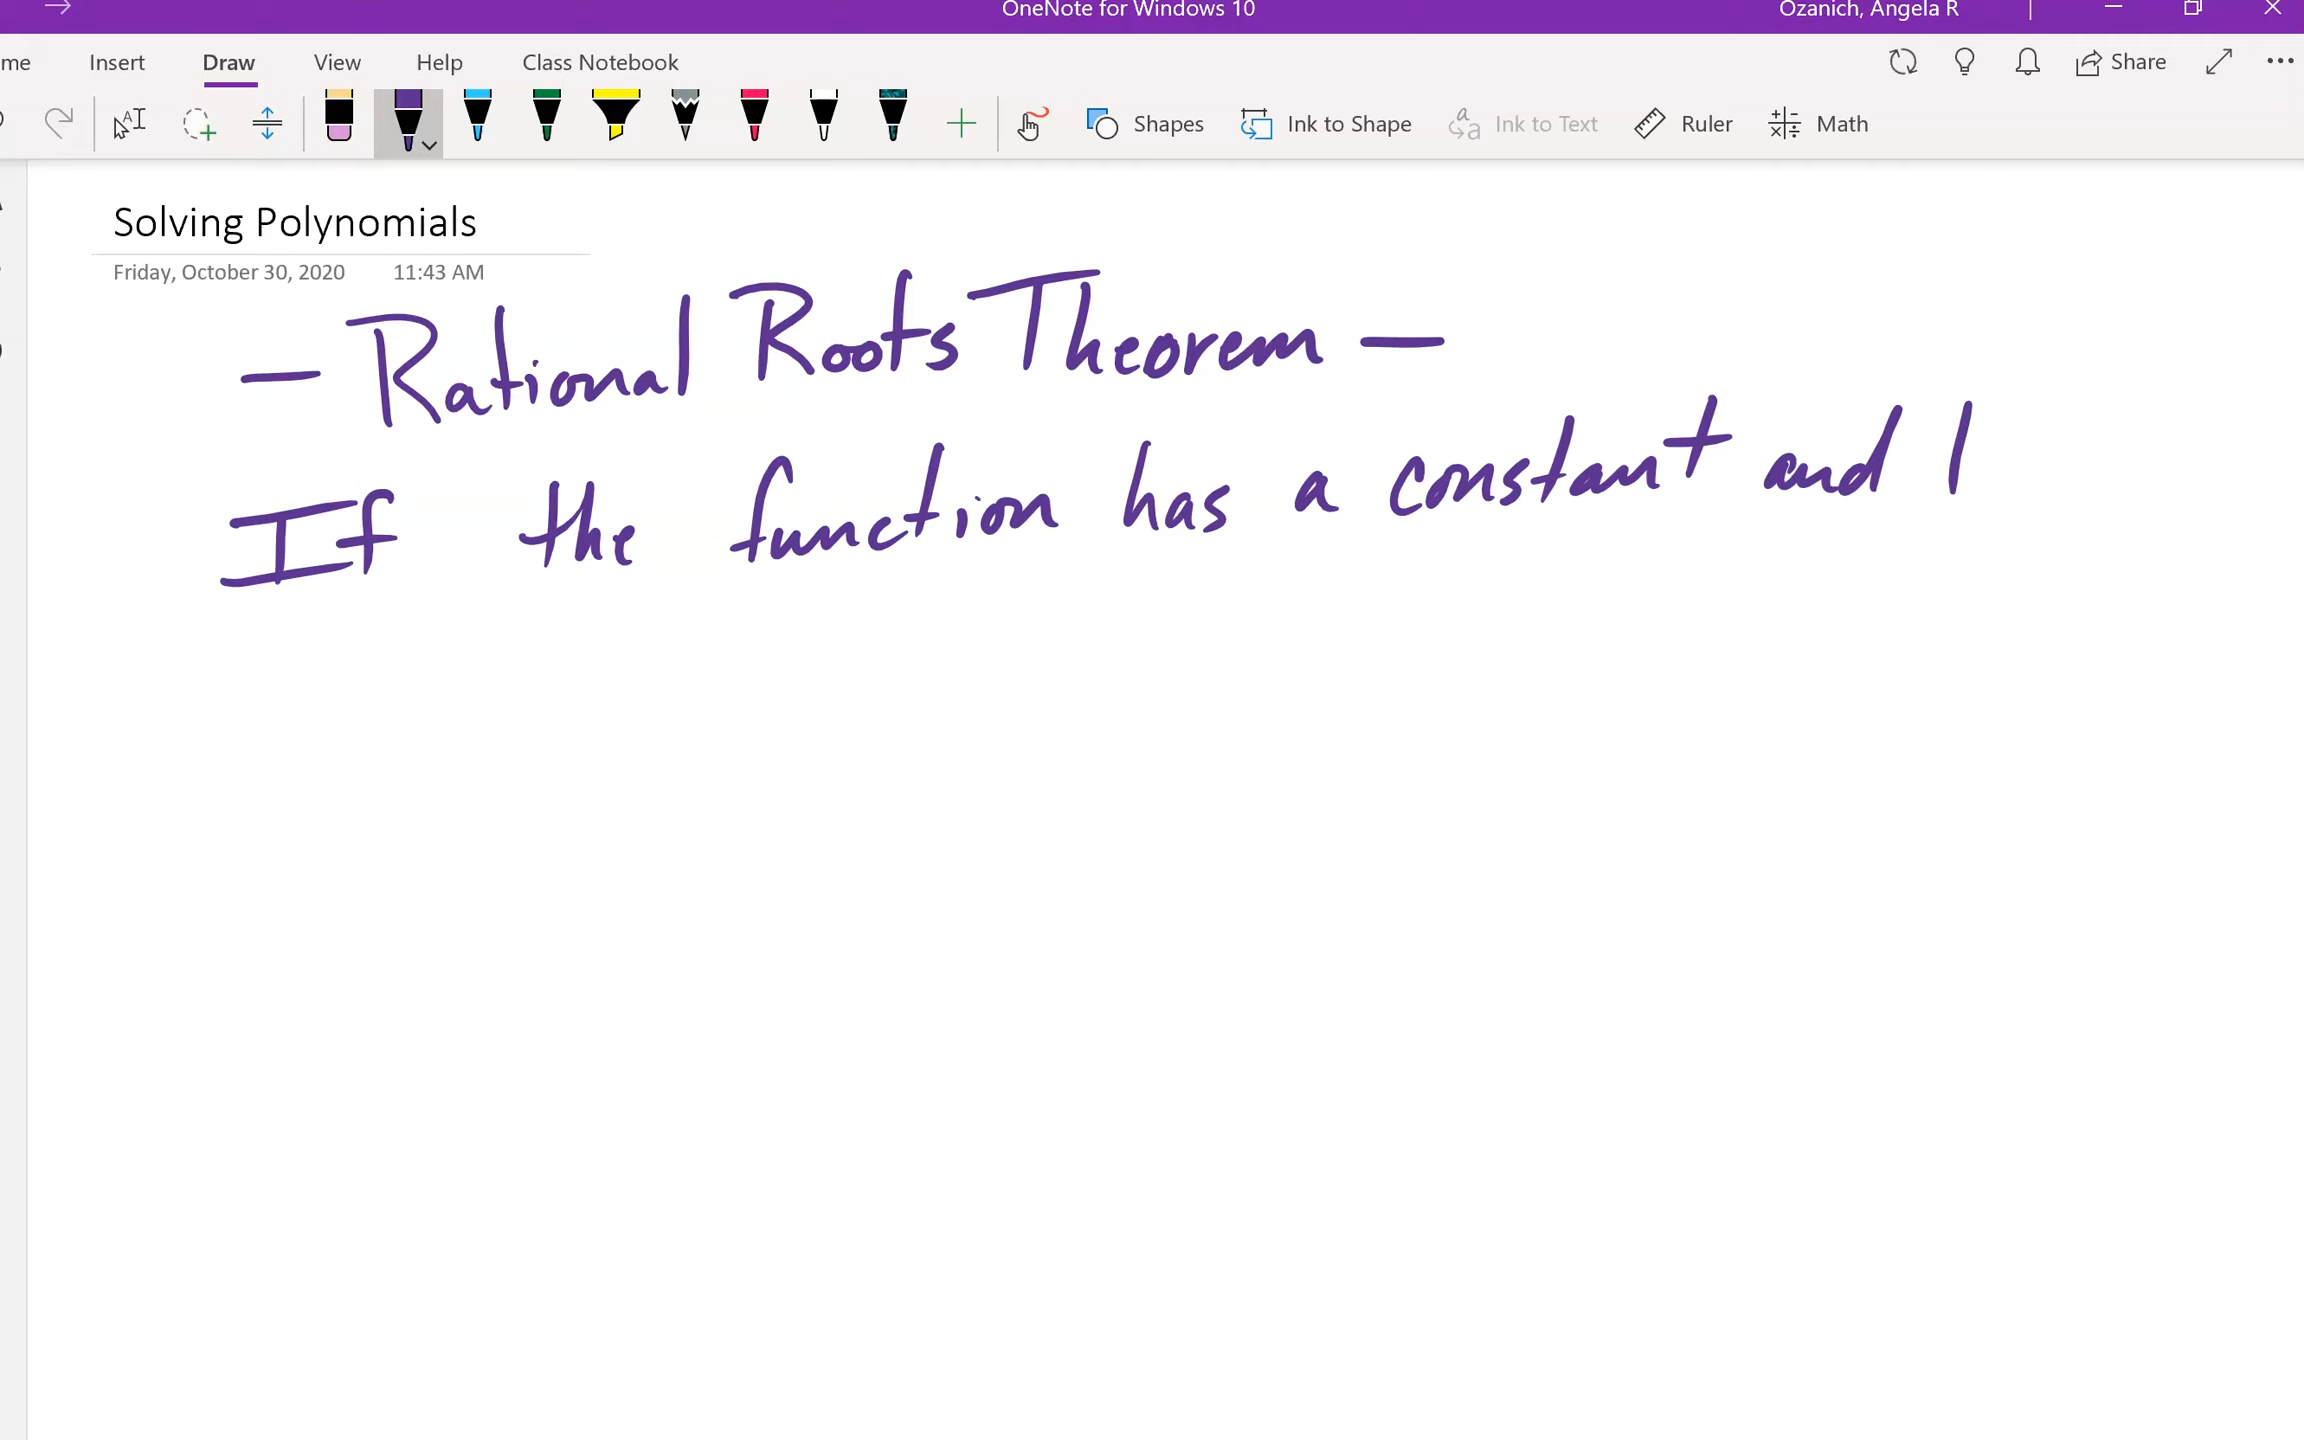 OneNote for Windows 10
Ozanich, Angela R
me Insert Draw View Help Class Notebook Share
Shapes Ink to Shape Ink to Text Ruler Math
Solving Polynomials
Friday, October 30, 2020 11:43 AM
— Rational Roots Theorem —
If the function has a constant and l